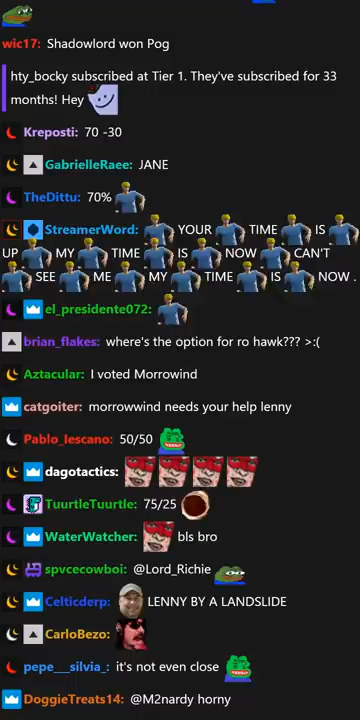 wic17: Shadowlord won Pog
hty_bocky subscribed at Tier 1. They've subscribed for 33
months! Hey
Kreposti: 70 -30
GabrielleRaee: JANE
TheDittu: 70%
StreamerWord: YOUR TIME IS
UP MY TIME IS NOW CAN'T
SEE ME MY TIME IS NOW .
el_presidente072:
brian_flakes: where's the option for ro hawk??? >:(
Aztacular: I voted Morrowind
catgoiter: morrowwind needs your help lenny
Pablo_lescano: 50/50
dagotactics:
TuurtleTuurtle: 75/25
WaterWatcher: bls bro
spvcecowboi: @Lord_Richie
Celticderp: LENNY BY A LANDSLIDE
CarloBezo:
pepe___silvia_: it's not even close
DoggieTreats14: @M2nardy horny